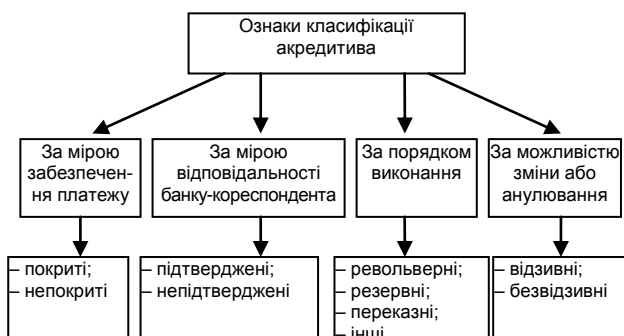 Ознаки класифікації
акредитива
За мірою
забезпечен-
ня платежу
За мірою
відповідальності
банку-кореспондента
За порядком
виконання
За можливістю
зміни або
анулювання
– покриті;
– непокриті
– підтверджені;
– непідтверджені
– револьверні;
– резервні;
– переказні;
– інші
– відзивні;
– безвідзивні